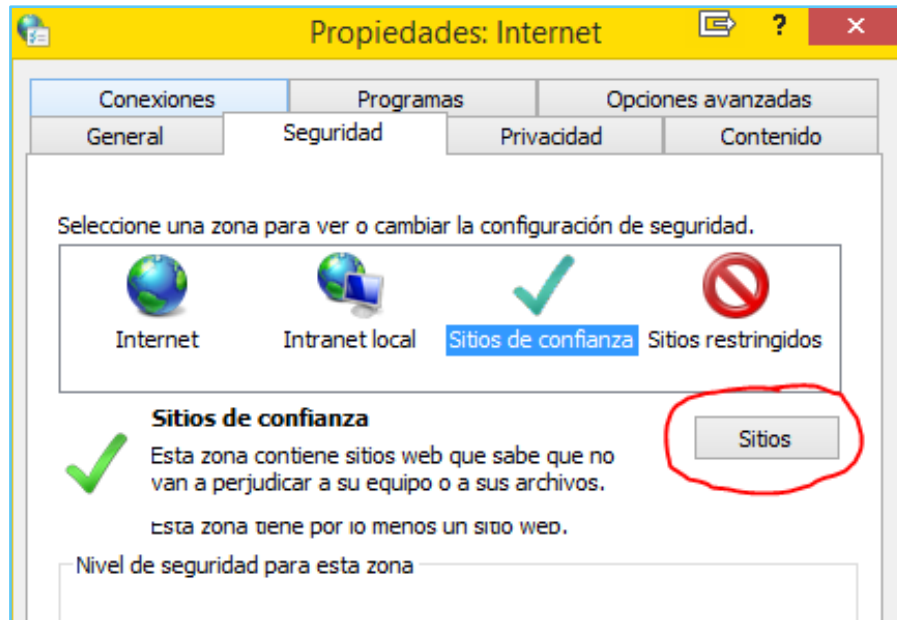 Propiedades: Internet
?
×
Conexiones
Programas
Opciones avanzadas
General
Seguridad
Privacidad
Contenido
Seleccione una zona para ver o cambiar la configuración de seguridad.
Internet
Intranet local
Sitios de confianza
Sitios restringidos
Sitios de confianza
Sitios
Esta zona contiene sitios web que sabe que no
van a perjudicar a su equipo o a sus archivos.
Esta zona tiene por lo menos un sitio web.
Nivel de seguridad para esta zona